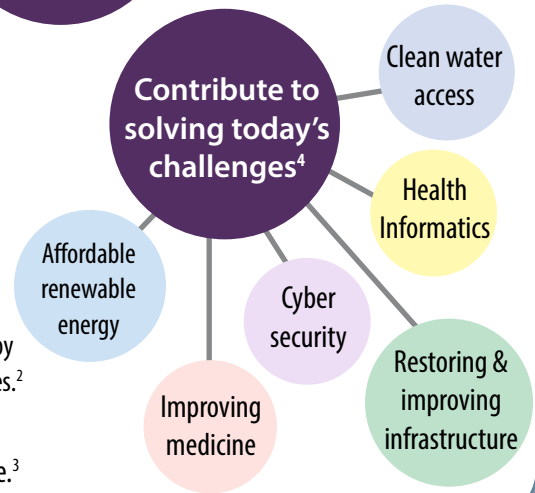 Contribute to
solving today's
challenges⁴
Clean water
access
Health
Informatics
Affordable
renewable
energy
Cyber
security
Restoring &
improving
infrastructure
Improving
medicine